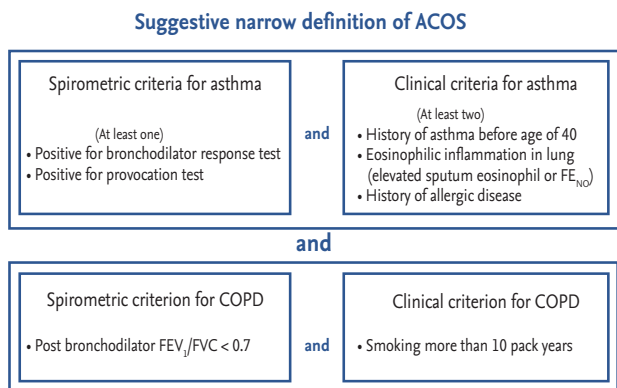 Suggestive narrow definition of ACOS
Spirometric criteria for asthma
(At least one)
• Positive for bronchodilator response test
• Positive for provocation test
and
Clinical criteria for asthma
(At least two)
• History of asthma before age of 40
• Eosinophilic inflammation in lung
(elevated sputum eosinophil or FE_NO)
• History of allergic disease
and
Spirometric criterion for COPD
• Post bronchodilator FEV₁/FVC < 0.7
and
Clinical criterion for COPD
• Smoking more than 10 pack years